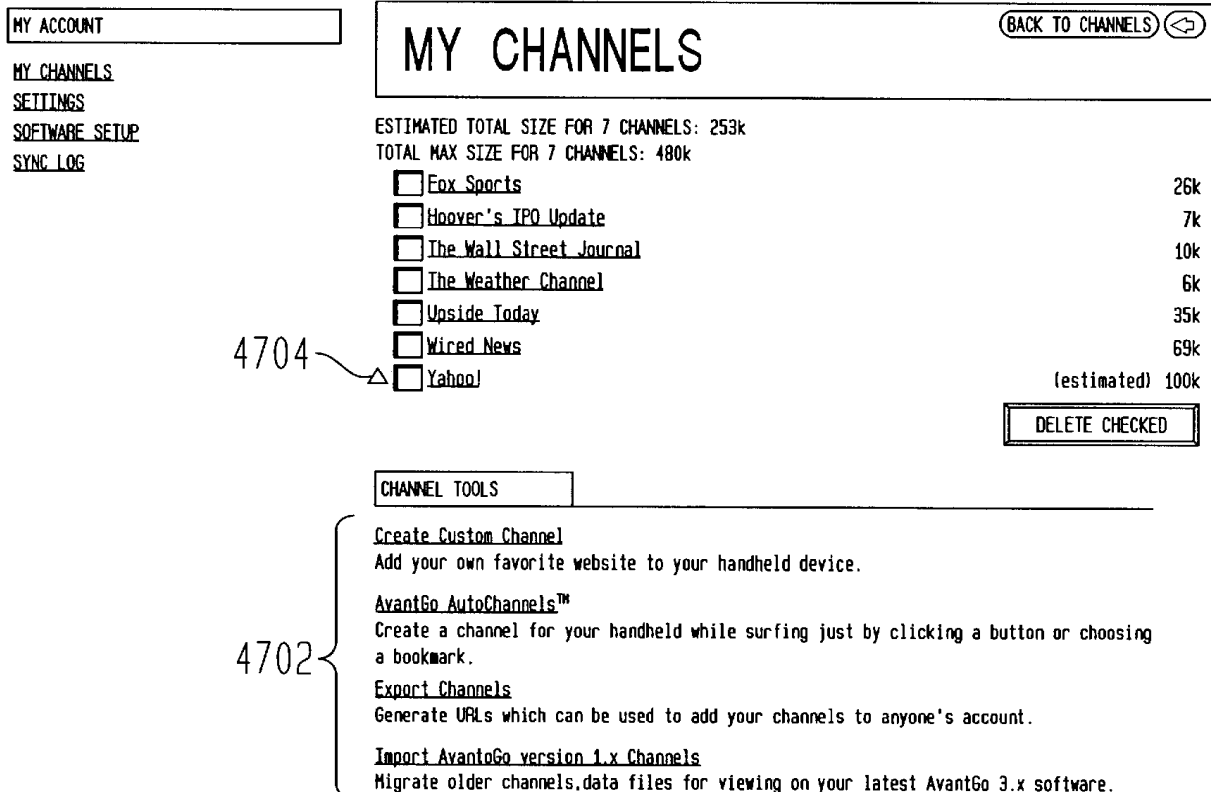 MY ACCOUNT
MY CHANNELS
SETTINGS
SOFTWARE SETUP
SYNC LOG
MY CHANNELS
BACK TO CHANNELS
ESTIMATED TOTAL SIZE FOR 7 CHANNELS: 253k
TOTAL MAX SIZE FOR 7 CHANNELS: 480k
Fox Sports 26k
Hoover's IPO Update 7k
The Wall Street Journal 10k
The Weather Channel 6k
Upside Today 35k
Wired News 69k
4704 Yahoo! (estimated) 100k
DELETE CHECKED
CHANNEL TOOLS
Create Custom Channel
Add your own favorite website to your handheld device.
AvantGo AutoChannels™
Create a channel for your handheld while surfing just by clicking a button or choosing
4702 a bookmark.
Export Channels
Generate URLs which can be used to add your channels to anyone's account.
Import AvantoGo version 1.x Channels
Migrate older channels,data files for viewing on your latest AvantGo 3.x software.